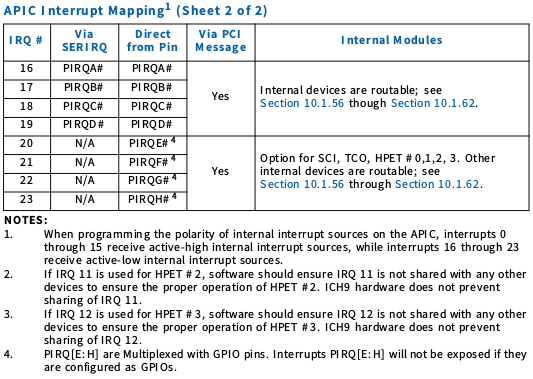 APIC Interrupt Mapping1 (Sheet 2 of 2)
IRQ # Via SERIRQ Direct from Pin Via PCI Message Internal Modules
16 PIRQA# PIRQA# Yes Internal devices are routable; see
Section 10.1.56 though Section 10.1.62.
17 PIRQB# PIRQB#
18 PIRQC# PIRQC#
19 PIRQD# PIRQD#
20 N/A PIRQE# 4 Yes Option for SCI, TCO, HPET #0,1,2, 3. Other
internal devices are routable; see
Section 10.1.56 through Section 10.1.62.
21 N/A PIRQF# 4
22 N/A PIRQG# 4
23 N/A PIRQH# 4
NOTES:
1. When programming the polarity of internal interrupt sources on the APIC, interrupts 0
through 15 receive active-high internal interrupt sources, while interrupts 16 through 23
receive active-low internal interrupt sources.
2. If IRQ 11 is used for HPET #2, software should ensure IRQ 11 is not shared with any other
devices to ensure the proper operation of HPET #2. ICH9 hardware does not prevent
sharing of IRQ 11.
3. If IRQ 12 is used for HPET #3, software should ensure IRQ 12 is not shared with any other
devices to ensure the proper operation of HPET #3. ICH9 hardware does not prevent
sharing of IRQ 12.
4. PIRQ[E:H] are Multiplexed with GPIO pins. Interrupts PIRQ[E:H] will not be exposed if they
are configured as GPIOs.